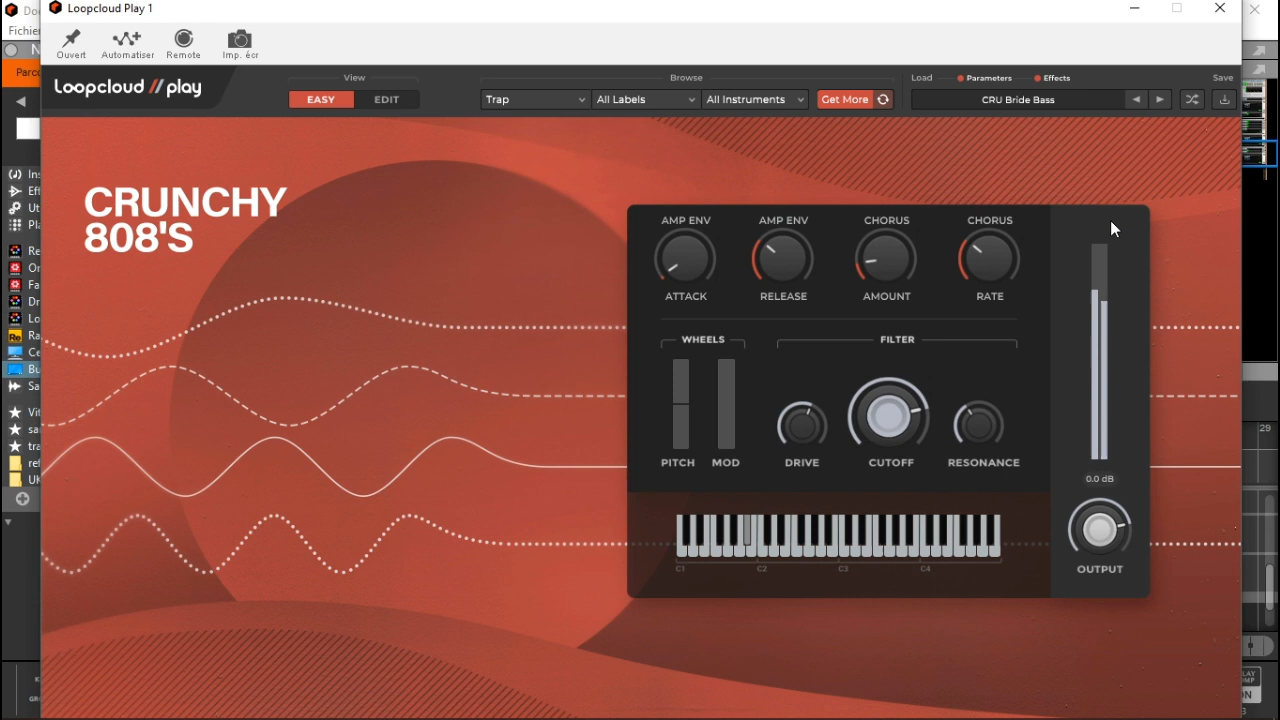 Loopcloud Play 1
Fichier
Ouvert
Automatiser
Remote
Imp. écr
Loopcloud // play
View
EASY
EDIT
Browse
Trap
All Labels
All Instruments
Get More
Load
Parameters
Effects
Save
CRU Bride Bass
CRUNCHY
808'S
AMP ENV
AMP ENV
CHORUS
CHORUS
ATTACK
RELEASE
AMOUNT
RATE
WHEELS
FILTER
PITCH
MOD
DRIVE
CUTOFF
RESONANCE
0.0 dB
OUTPUT
C1
C2
C3
C4
29